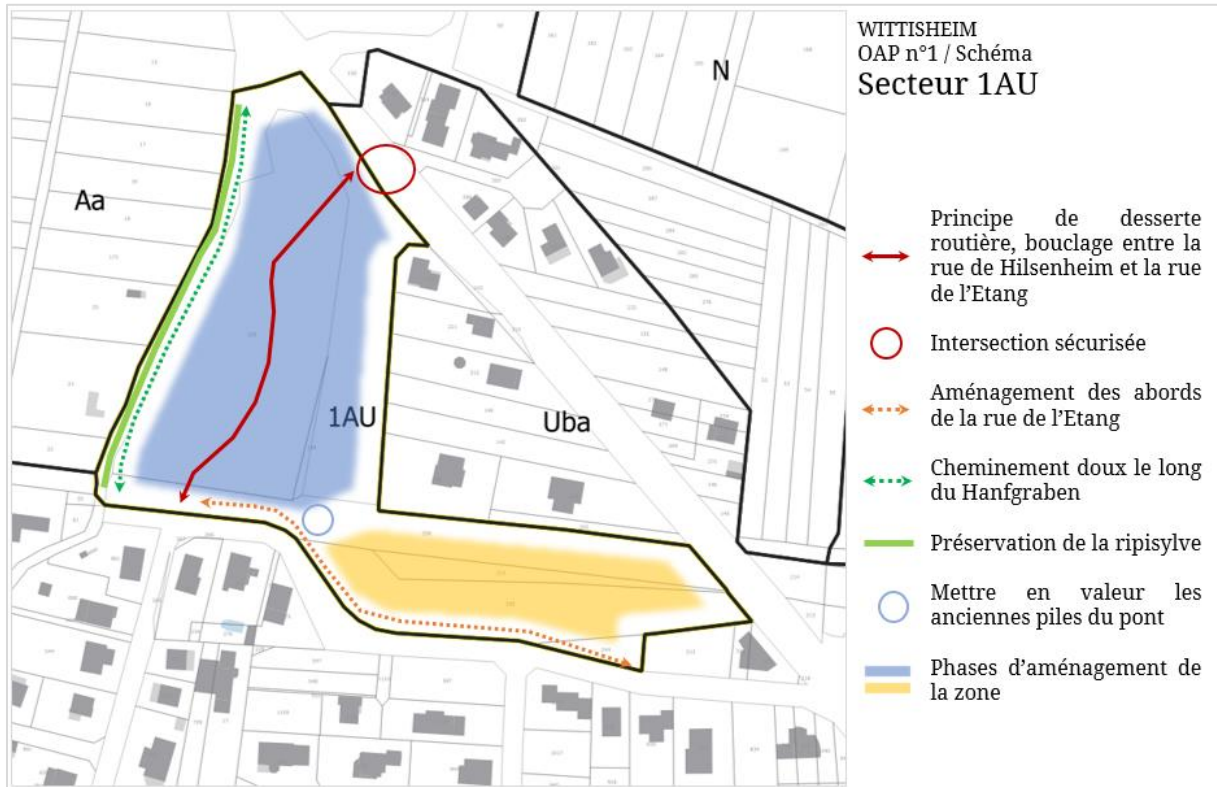 WITTISHEIM
OAP n°1 / Schéma
Secteur 1AU
N
Aa
1AU
Uba
Principe de desserte
routière, bouclage entre la
rue de Hilsenheim et la rue
de l’Etang
Intersection sécurisée
Aménagement des abords
de la rue de l’Etang
Cheminement doux le long
du Hanfgraben
Préservation de la ripisylve
Mettre en valeur les
anciennes piles du pont
Phases d’aménagement de
la zone